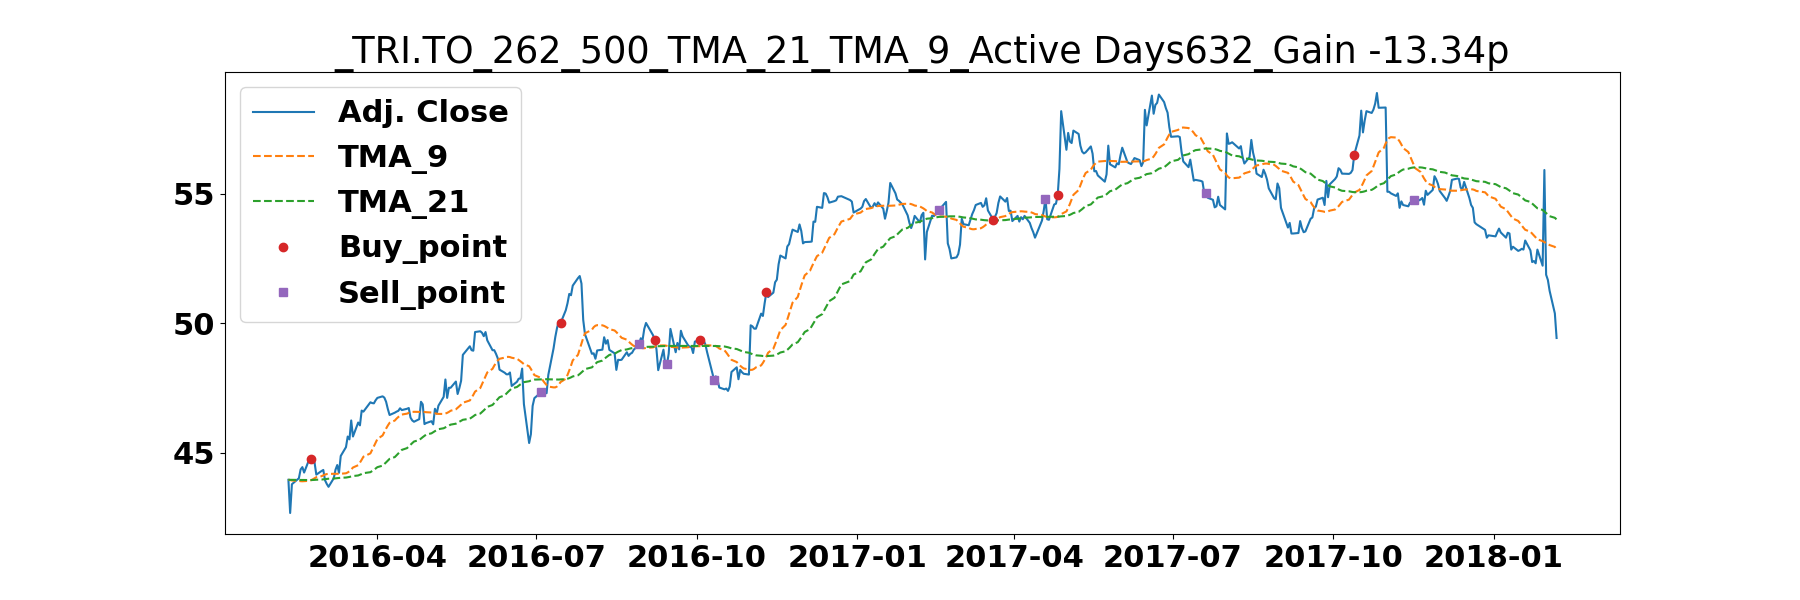 _TRI.TO_262_500_TMA_21_TMA_9_Active Days632_Gain -13.34p
Adj. Close
TMA_9
TMA_21
Buy_point
Sell_point
55
50
45
2016-04 2016-07 2016-10 2017-01 2017-04 2017-07 2017-10 2018-01